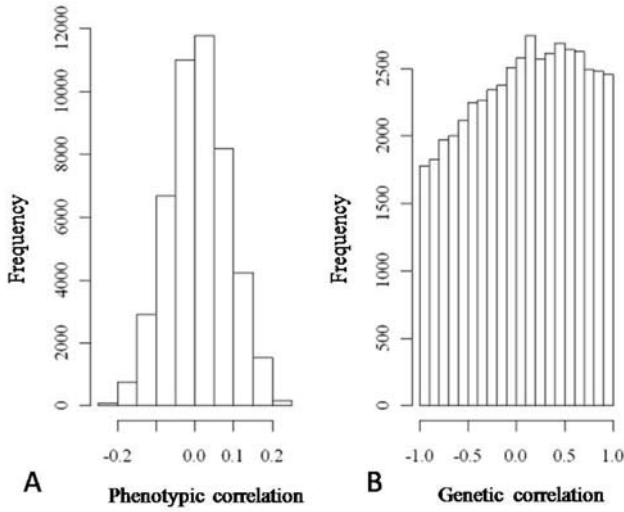 Frequency
0 2000 4000 6000 8000 10000 12000
-0.2 0.0 0.1 0.2
A Phenotypic correlation
Frequency
0 500 1000 1500 2000 2500
-1.0 -0.5 0.0 0.5 1.0
B Genetic correlation